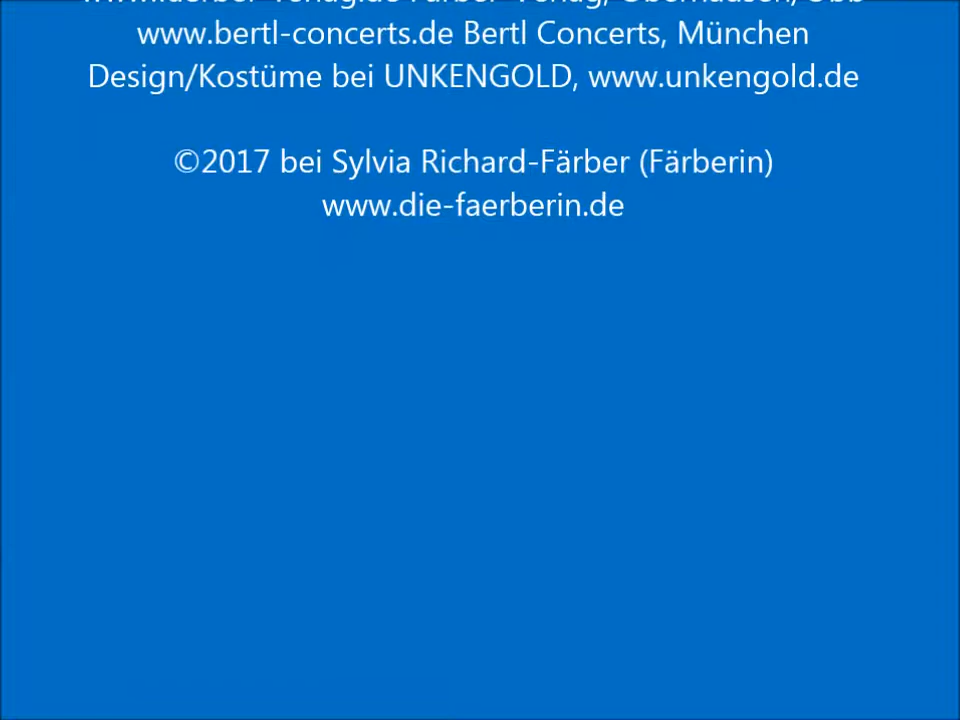 www.bertl-concerts.de Bertl Concerts, München
Design/Kostüme bei UNKENGOLD, www.unkengold.de
©2017 bei Sylvia Richard-Färber (Färberin)
www.die-faerberin.de